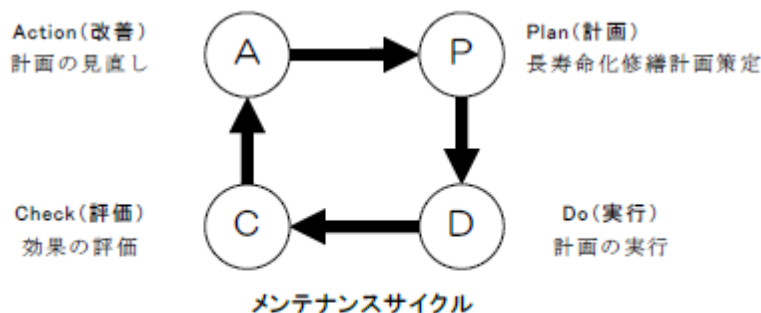 Action(改善)
計画の見直し
A
P
Plan(計画)
長寿命化修繕計画策定
Check(評価)
効果の評価
C
D
Do(実行)
計画の実行
メンテナンスサイクル